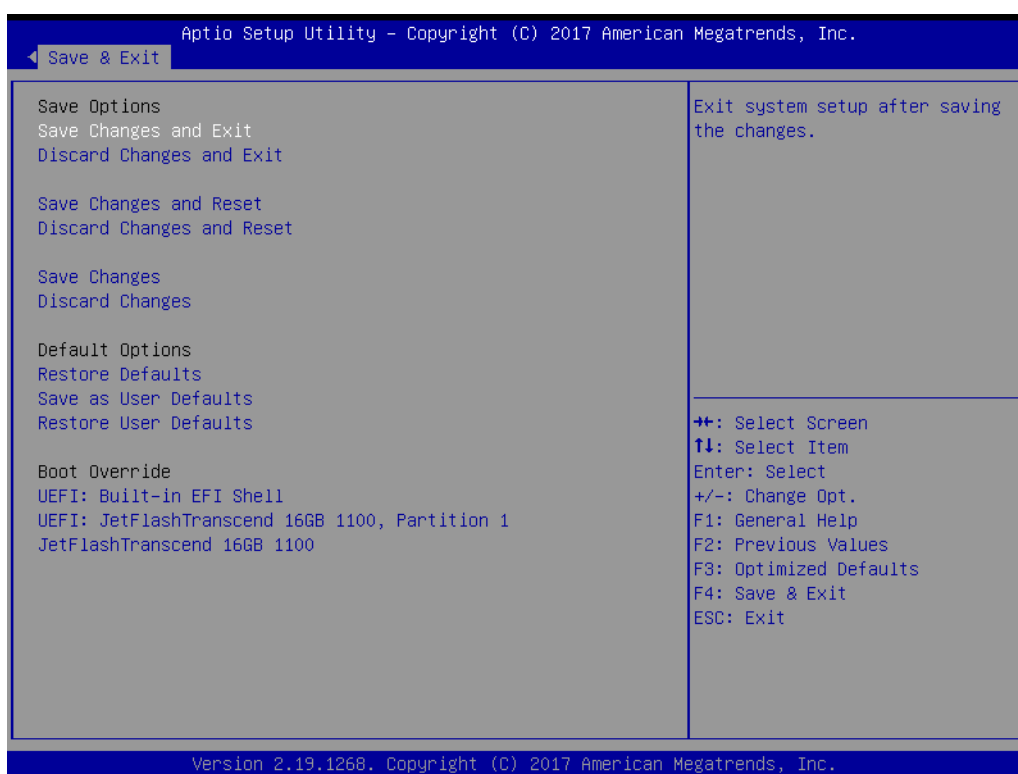 Aptio Setup Utility – Copyright (C) 2017 American Megatrends, Inc.
Save & Exit
Save Options
Save Changes and Exit
Discard Changes and Exit
Save Changes and Reset
Discard Changes and Reset
Save Changes
Discard Changes
Default Options
Restore Defaults
Save as User Defaults
Restore User Defaults
Boot Override
UEFI: Built-in EFI Shell
UEFI: JetFlashTranscend 16GB 1100, Partition 1
JetFlashTranscend 16GB 1100
Exit system setup after saving
the changes.
→←: Select Screen
↑↓: Select Item
Enter: Select
+/-: Change Opt.
F1: General Help
F2: Previous Values
F3: Optimized Defaults
F4: Save & Exit
ESC: Exit
Version 2.19.1268. Copyright (C) 2017 American Megatrends, Inc.